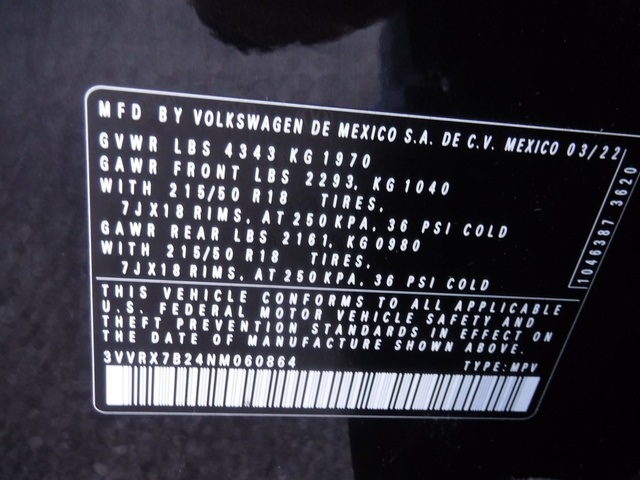 MFD BY VOLKSWAGEN DE MEXICO S.A. DE C.V. MEXICO 03/22
GVWR LBS 4343 KG 1970
GAWR FRONT LBS 2293, KG 1040
WITH 215/50 R18 TIRES,
7JX18 RIMS, AT 250 KPA, 36 PSI COLD
GAWR REAR LBS 2161, KG0980
WITH 215/50 R18 TIRES,
7JX18 RIMS, AT 250 KPA, 36 PSI COLD
1046387 3620
THIS VEHICLE CONFORMS TO ALL APPLICABLE
U.S. FEDERAL MOTOR VEHICLE SAFETY AND
THEFT PREVENTION STANDARDS IN EFFECT ON
THE DATE OF MANUFACTURE SHOWN ABOVE.
3VVRX7B24NM060864 TYPE: MPV